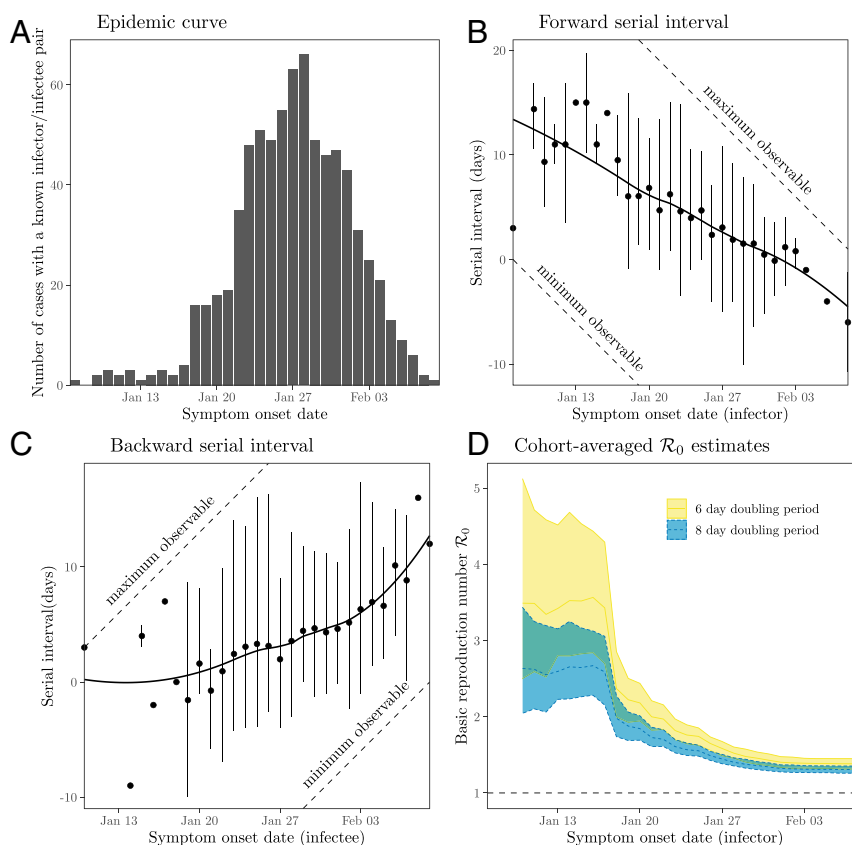 A
Epidemic curve
Number of cases with a known infector/infectee pair
60
40
20
0
Jan 13
Jan 20
Jan 27
Feb 03
Symptom onset date
B
Forward serial interval
Serial interval (days)
20
10
0
-10
maximum observable
minimum observable
Jan 13
Jan 20
Jan 27
Feb 03
Symptom onset date (infector)
C
Backward serial interval
Serial interval(days)
10
0
-10
maximum observable
minimum observable
Jan 13
Jan 20
Jan 27
Feb 03
Symptom onset date (infectee)
D
Cohort-averaged R₀ estimates
Basic reproduction number R₀
5
4
3
2
1
6 day doubling period
8 day doubling period
Jan 13
Jan 20
Jan 27
Feb 03
Symptom onset date (infector)